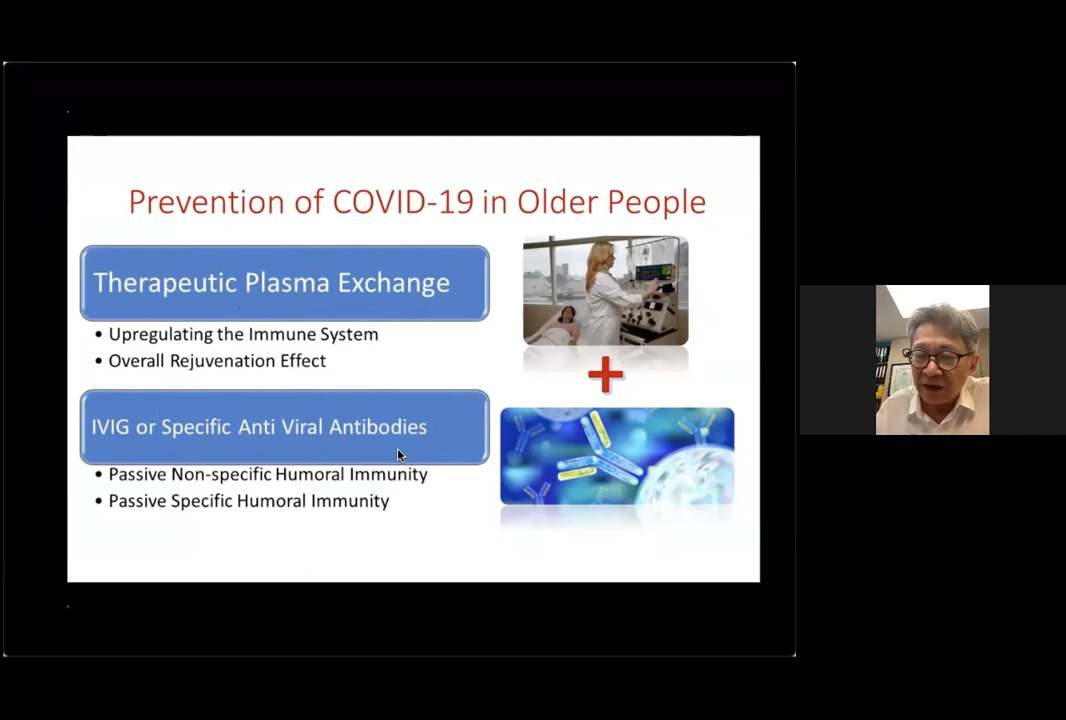 Prevention of COVID-19 in Older People
Therapeutic Plasma Exchange
• Upregulating the Immune System
• Overall Rejuvenation Effect
IVIG or Specific Anti Viral Antibodies
• Passive Non-specific Humoral Immunity
• Passive Specific Humoral Immunity